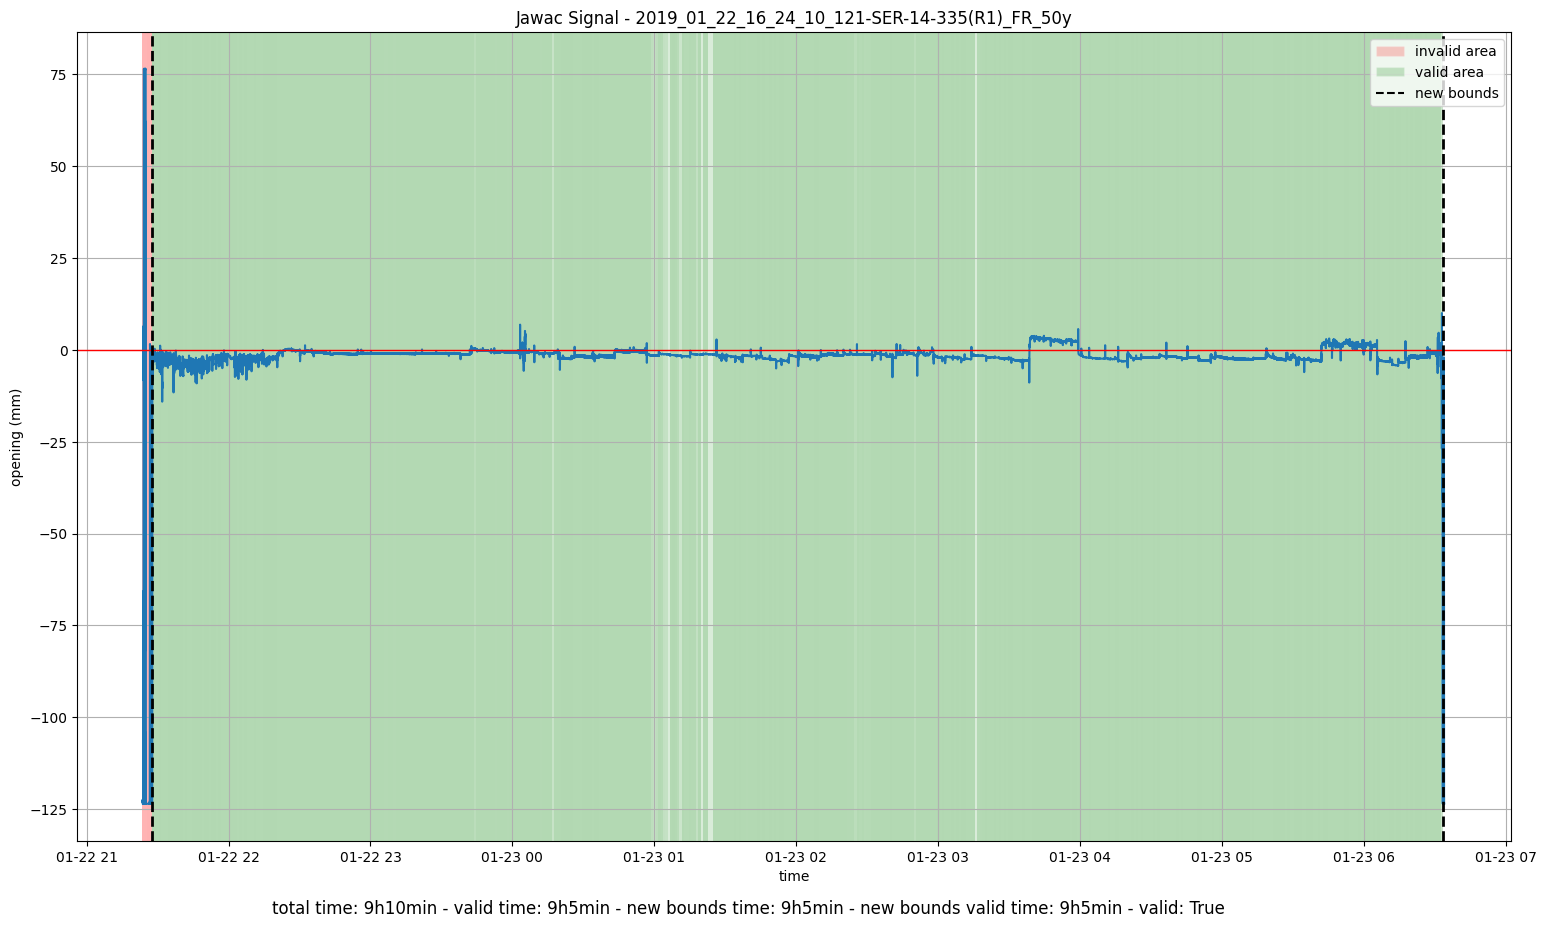 Jawac Signal - 2019_01_22_16_24_10_121-SER-14-335(R1)_FR_50y
invalid area
valid area
new bounds
opening (mm)
75
50
25
0
−25
−50
−75
−100
−125
01-22 21
01-22 22
01-22 23
01-23 00
01-23 01
01-23 02
01-23 03
01-23 04
01-23 05
01-23 06
01-23 07
time
total time: 9h10min - valid time: 9h5min - new bounds time: 9h5min - new bounds valid time: 9h5min - valid: True